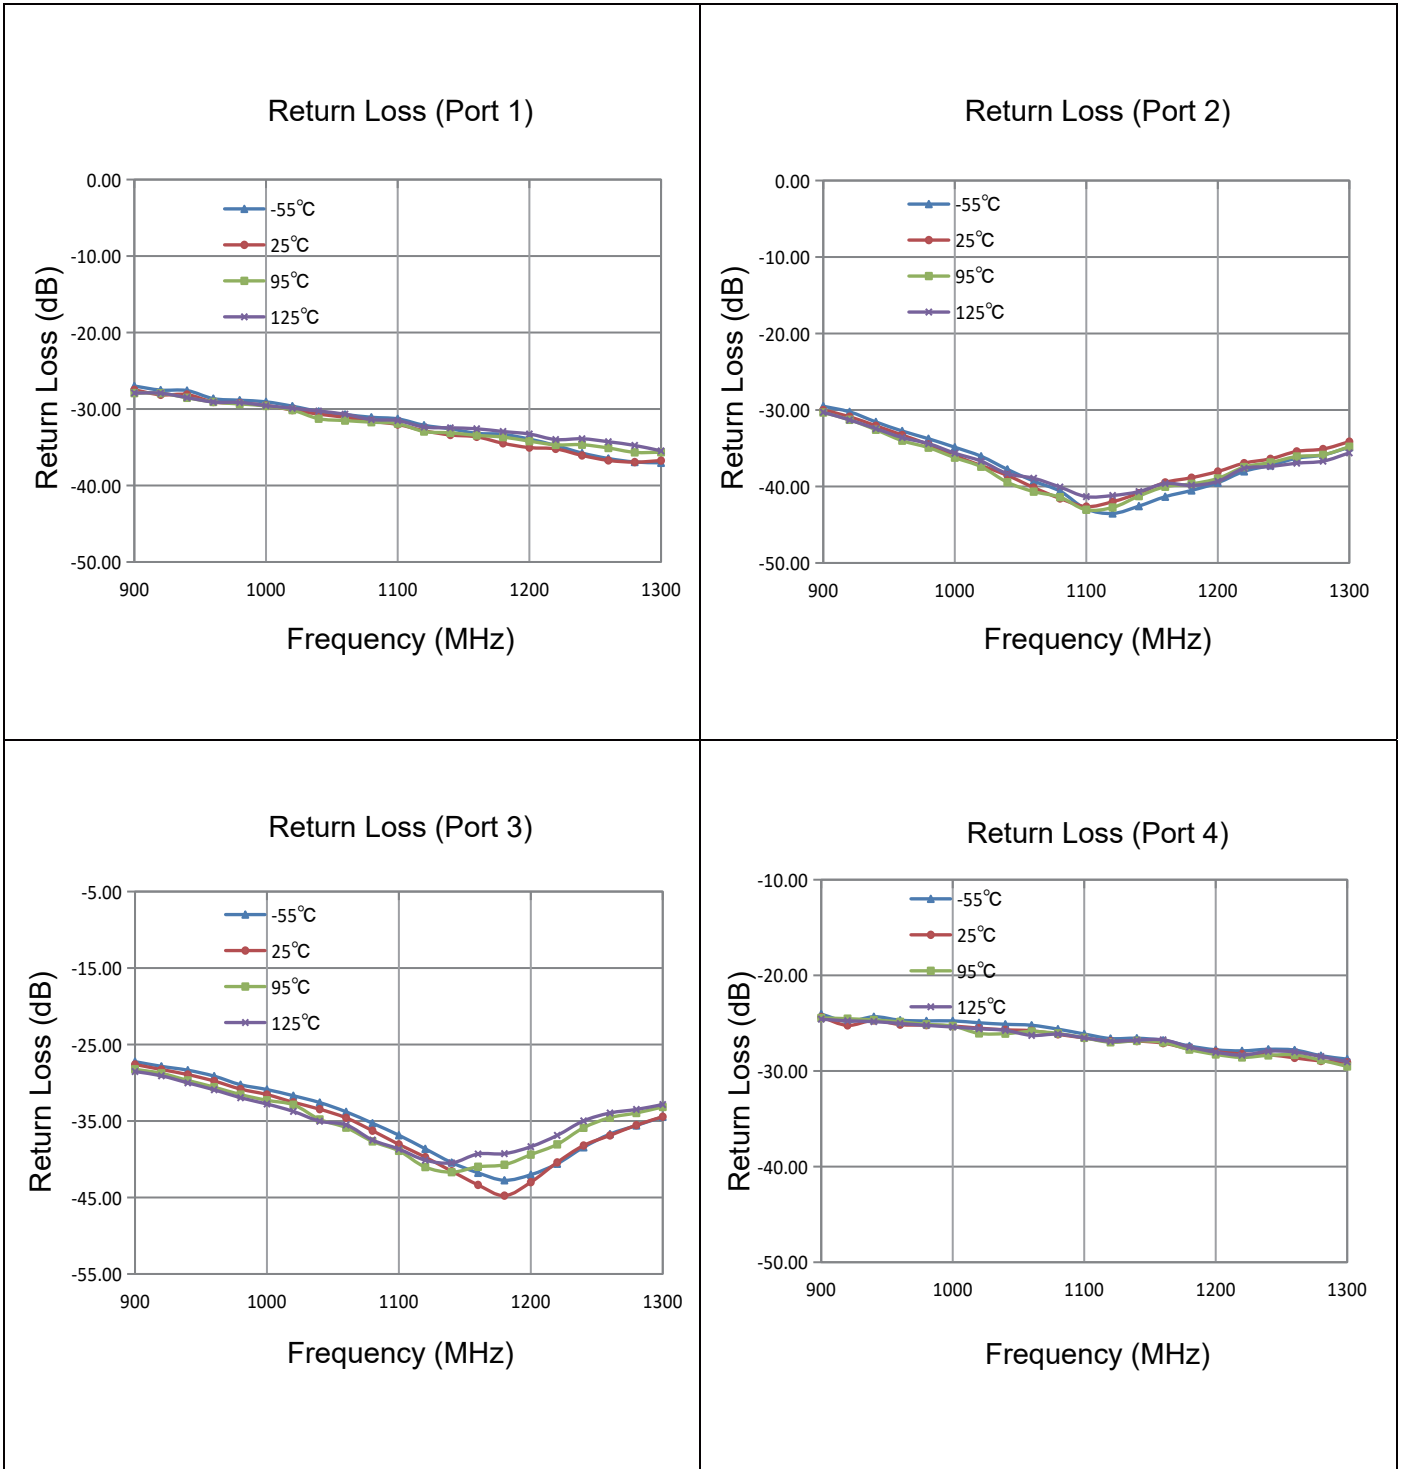 Return Loss (Port 1)
0.00
-10.00
-20.00
-30.00
-40.00
-50.00
Return Loss (dB)
-55℃
25℃
95℃
125℃
900 1000 1100 1200 1300
Frequency (MHz)
Return Loss (Port 2)
0.00
-10.00
-20.00
-30.00
-40.00
-50.00
Return Loss (dB)
-55℃
25℃
95℃
125℃
900 1000 1100 1200 1300
Frequency (MHz)
Return Loss (Port 3)
-5.00
-15.00
-25.00
-35.00
-45.00
-55.00
Return Loss (dB)
-55℃
25℃
95℃
125℃
900 1000 1100 1200 1300
Frequency (MHz)
Return Loss (Port 4)
-10.00
-20.00
-30.00
-40.00
-50.00
Return Loss (dB)
-55℃
25℃
95℃
125℃
900 1000 1100 1200 1300
Frequency (MHz)